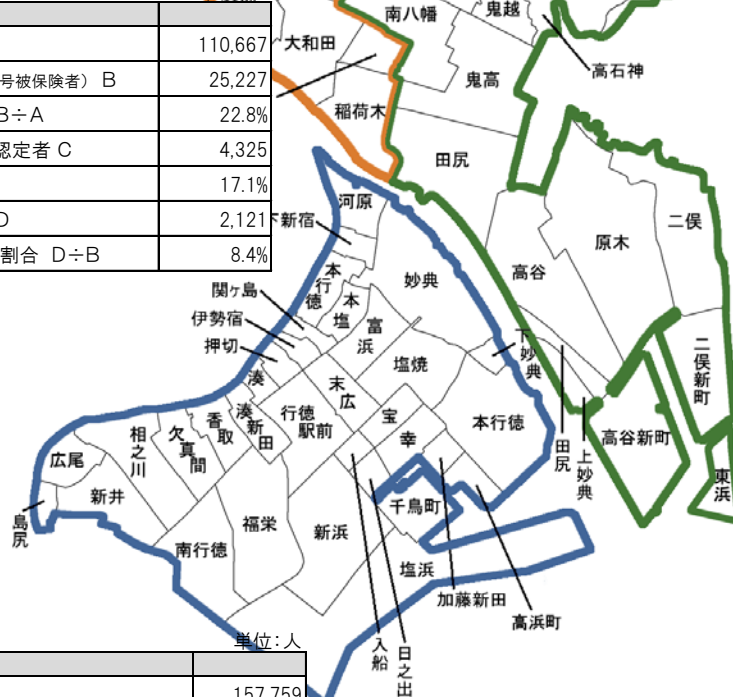 110,667
号被保険者） B 25,227
B÷A 22.8%
認定者 C 4,325
17.1%
D 2,121
割合 D÷B 8.4%
南八幡
鬼越
大和田
高石神
鬼高
稲荷木
田尻
河原
下新宿
二俣
原木
高谷
妙典
本行徳
関ヶ島
本塩
伊勢宿
富浜
押切
下妙典
塩焼
二俣新町
湊
末広
湊新田
行徳駅前
宝
本行徳
香取
相之川
欠真間
幸
高谷新町
田尻
上妙典
広尾
東浜
新井
千鳥町
島尻
福栄
新浜
南行徳
塩浜
加藤新田
高浜町
入船
日之出
単位：人
157,759